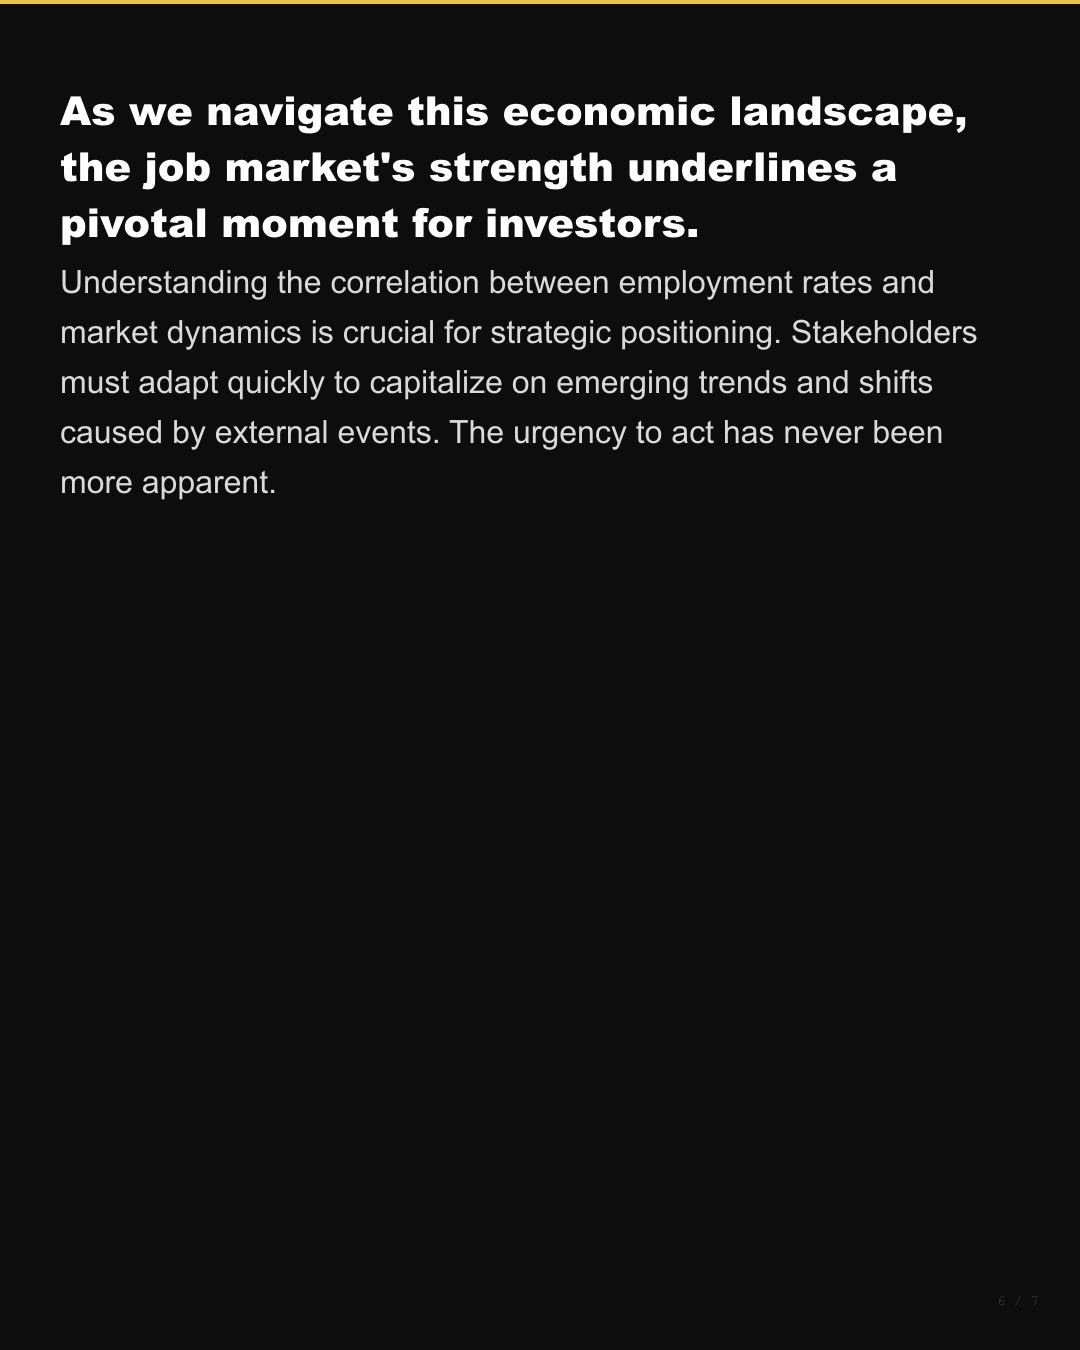 As we navigate this economic landscape,
the job market's strength underlines a
pivotal moment for investors.
Understanding the correlation between employment rates and
market dynamics is crucial for strategic positioning. Stakeholders
must adapt quickly to capitalize on emerging trends and shifts
caused by external events. The urgency to act has never been
more apparent.
6 / 7